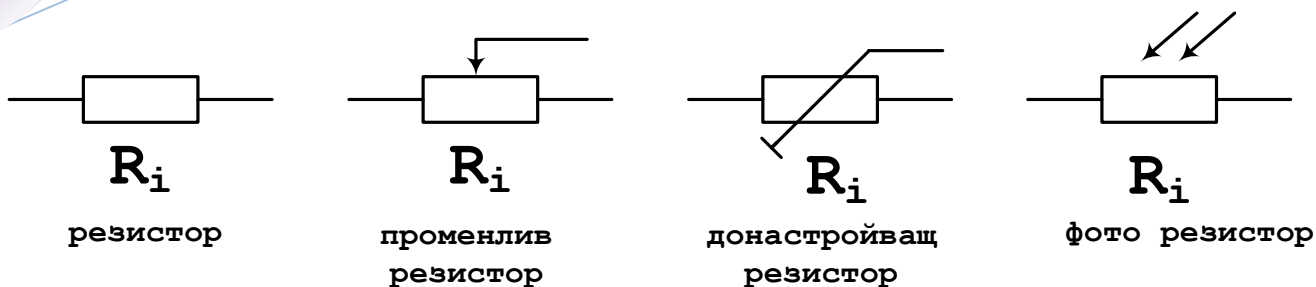 Ri Ri Ri Ri
резистор променлив резистор донастройващ резистор фото резистор